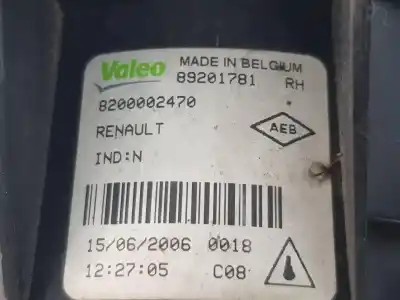 Valeo MADE IN BELGIUM
89201781 RH
8200002470
RENAULT AEB
IND:N
15/06/2006 0018
12:27:05 C08